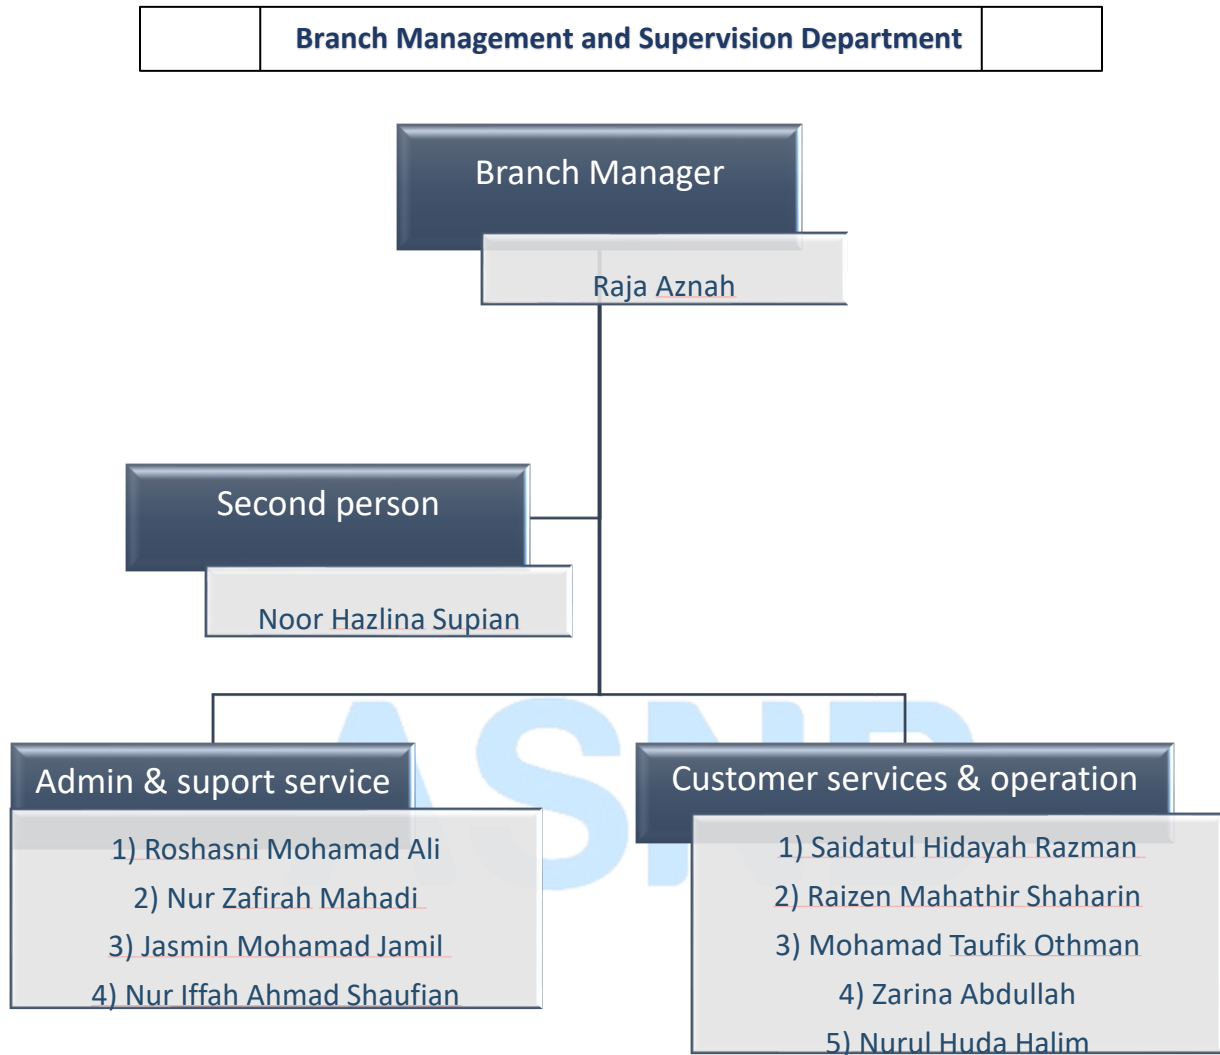 Branch Management and Supervision Department
Branch Manager
Raja Aznah
Second person
Noor Hazlina Supian
ASNB
Admin & suport service
1) Roshasni Mohamad Ali
2) Nur Zafirah Mahadi
3) Jasmin Mohamad Jamil
4) Nur Iffah Ahmad Shaufian
Customer services & operation
1) Saidatul Hidayah Razman
2) Raizen Mahathir Shaharin
3) Mohamad Taufik Othman
4) Zarina Abdullah
5) Nurul Huda Halim